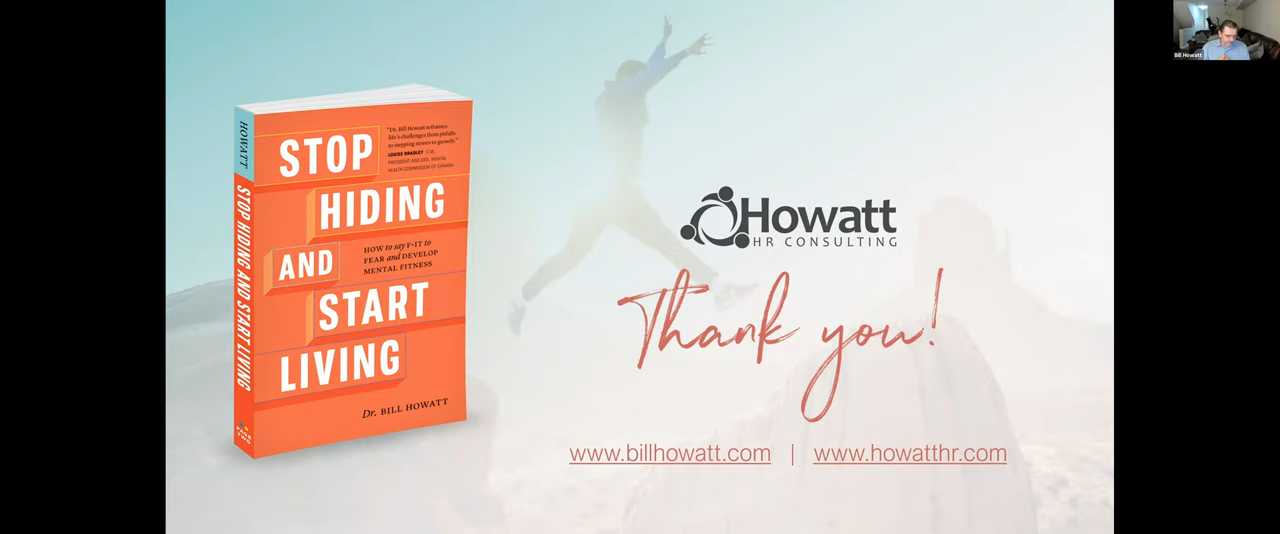 HOWATT
STOP HIDING AND START LIVING
PAGE
TWO
STOP
"Dr. Bill Howatt reframes
life's challenges from pitfalls
to stepping stones to growth."
LOUISE BRADLEY C.M.,
PRESIDENT AND CEO, MENTAL
HEALTH COMMISSION OF CANADA
HIDING
AND
HOW to say F-IT to
FEAR and DEVELOP
MENTAL FITNESS
START
LIVING
Dr. BILL HOWATT
Howatt
HR CONSULTING
Thank you!
www.billhowatt.com | www.howatthr.com
Bill Howatt